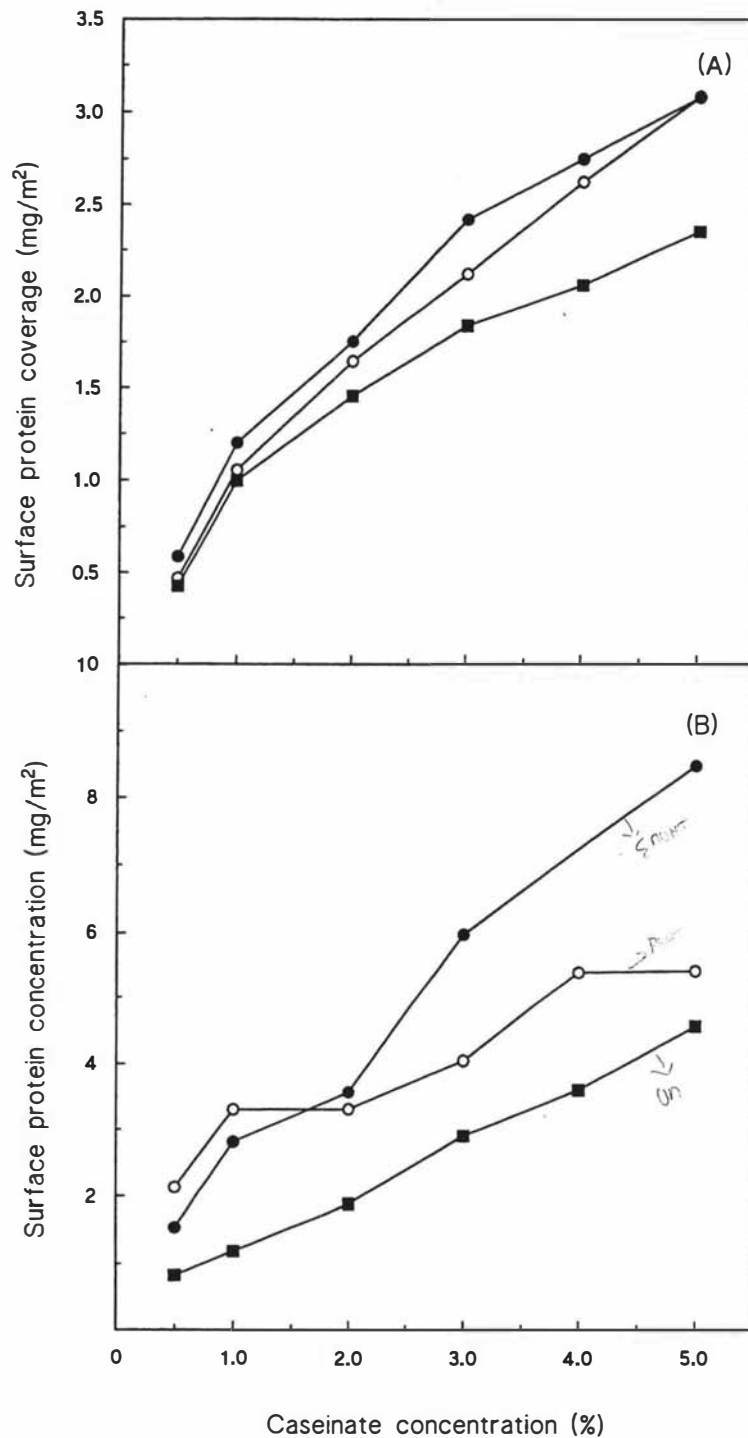 3.5
(A)
3.0
2.5
2.0
1.5
1.0
0.5
Surface protein coverage (mg/m²)
10
(B)
8
6
4
2
Surface protein concentration (mg/m²)
0 1.0 2.0 3.0 4.0 5.0
Caseinate concentration (%)